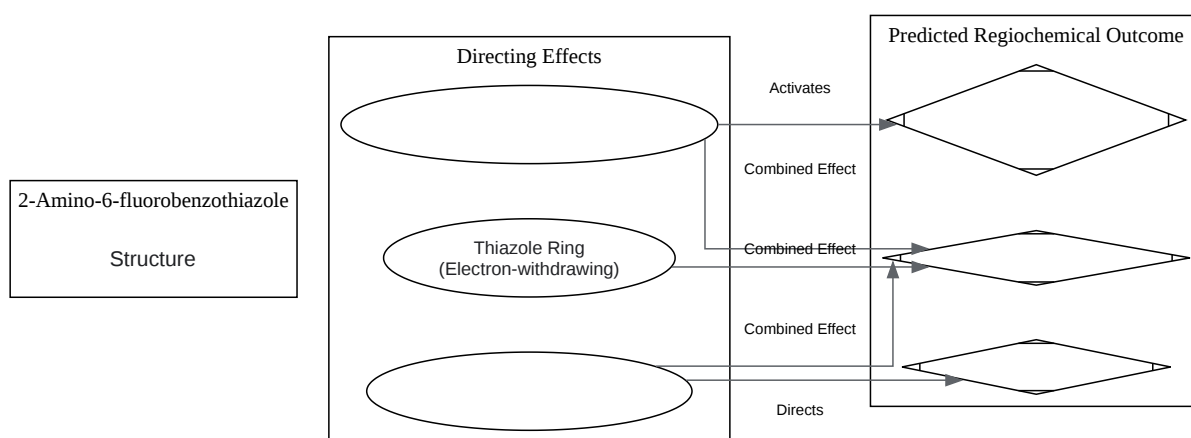 2-Amino-6-fluorobenzothiazole
Structure
Directing Effects
Thiazole Ring
(Electron-withdrawing)
Activates
Combined Effect
Combined Effect
Combined Effect
Directs
Predicted Regiochemical Outcome